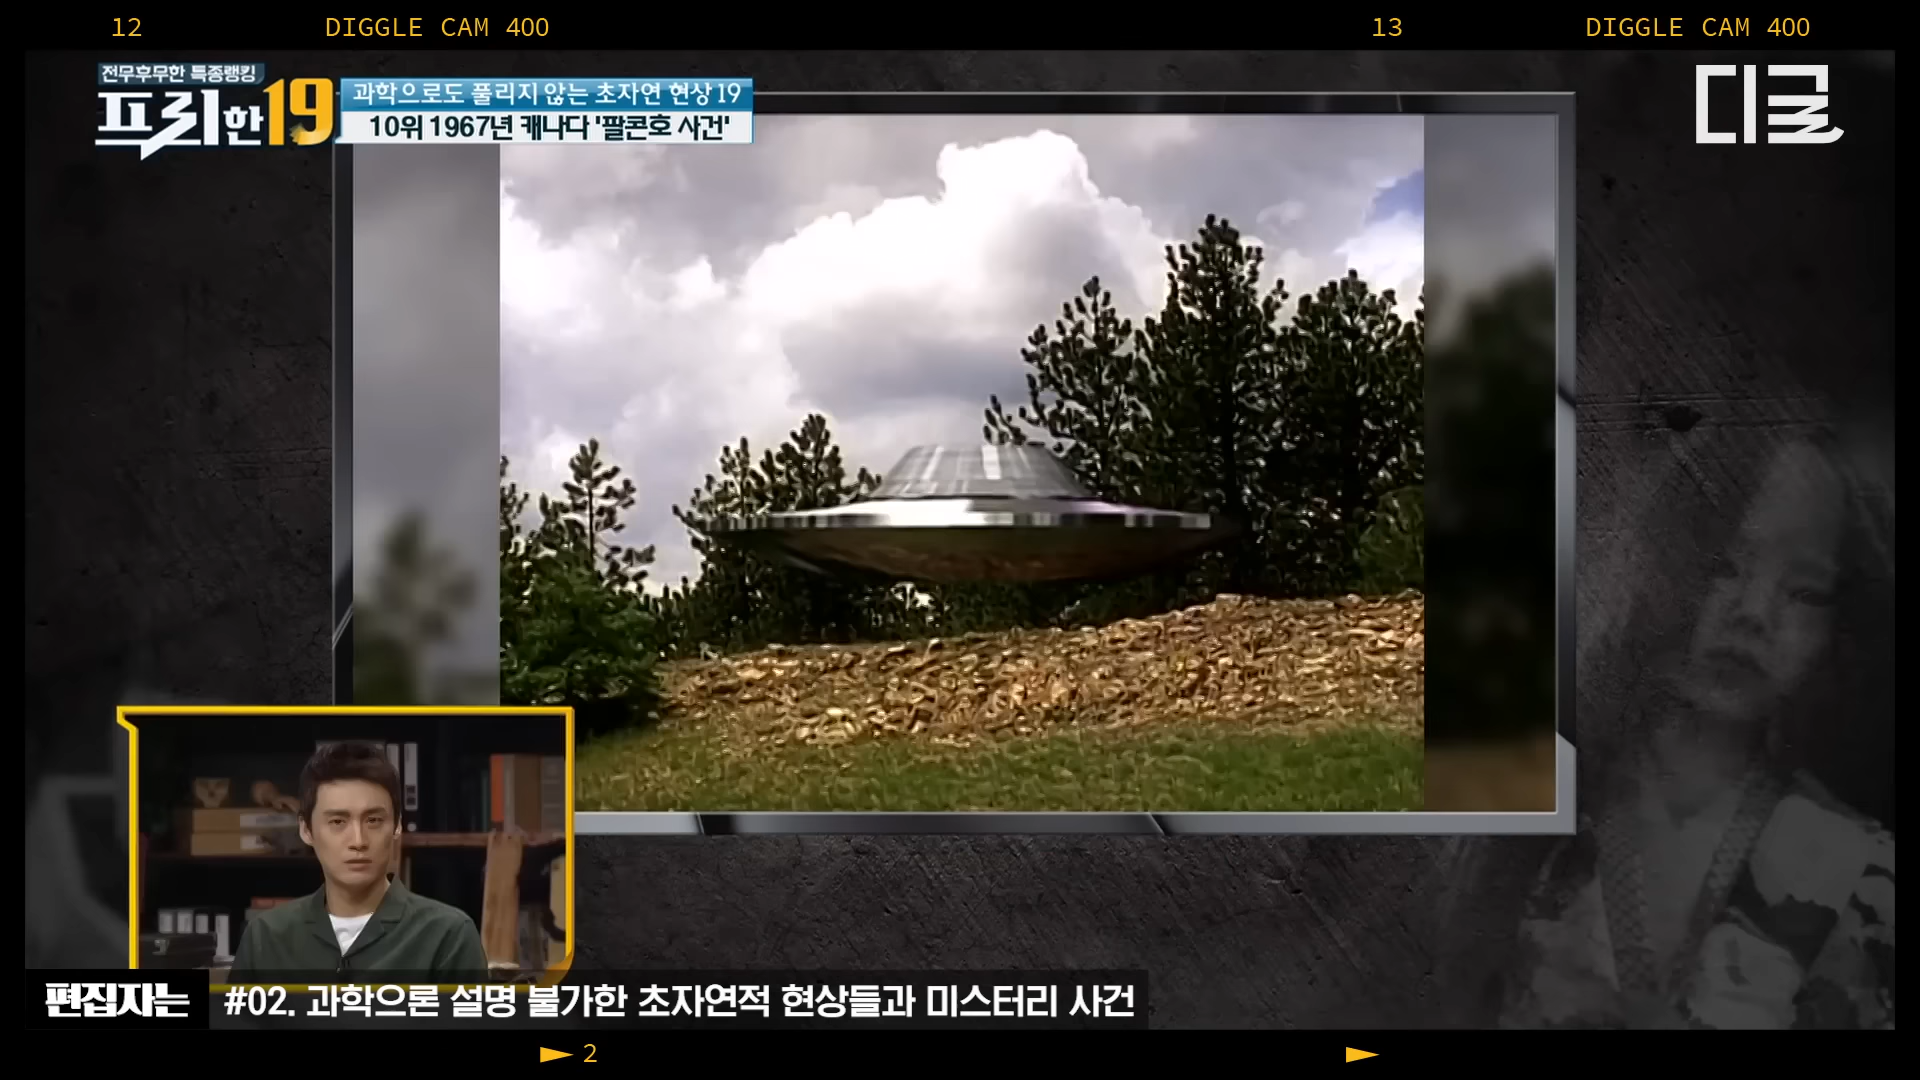 12 DIGGLE CAM 400 13 DIGGLE CAM 400
전무후무한 특종랭킹
프리한19
과학으로도 풀리지 않는 초자연 현상 19
10위 1967년 캐나다 '팔콘호 사건'
디글
편집자는 #02. 과학으론 설명 불가한 초자연적 현상들과 미스터리 사건
2